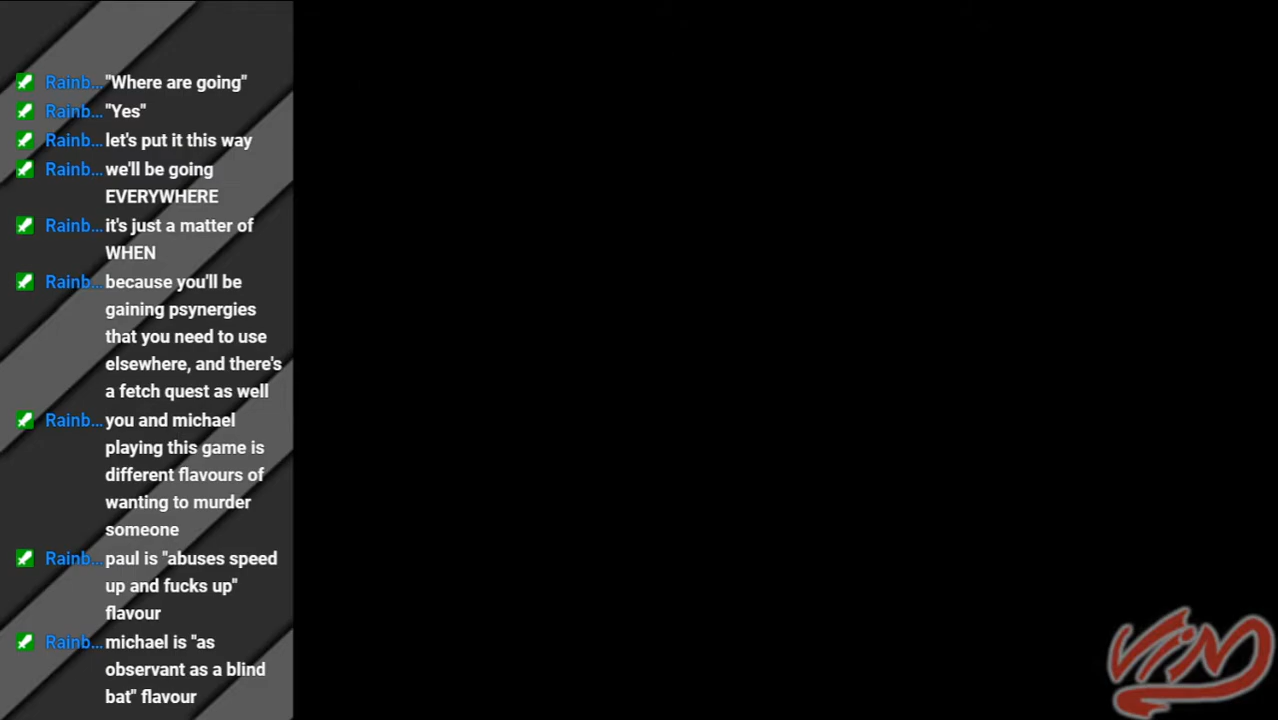 Rainb... "Where are going"
Rainb... "Yes"
Rainb... let's put it this way
Rainb... we'll be going
EVERYWHERE
Rainb... it's just a matter of
WHEN
Rainb... because you'll be
gaining psynergies
that you need to use
elsewhere, and there's
a fetch quest as well
Rainb... you and michael
playing this game is
different flavours of
wanting to murder
someone
Rainb... paul is "abuses speed
up and fucks up"
flavour
Rainb... michael is "as
observant as a blind
bat" flavour